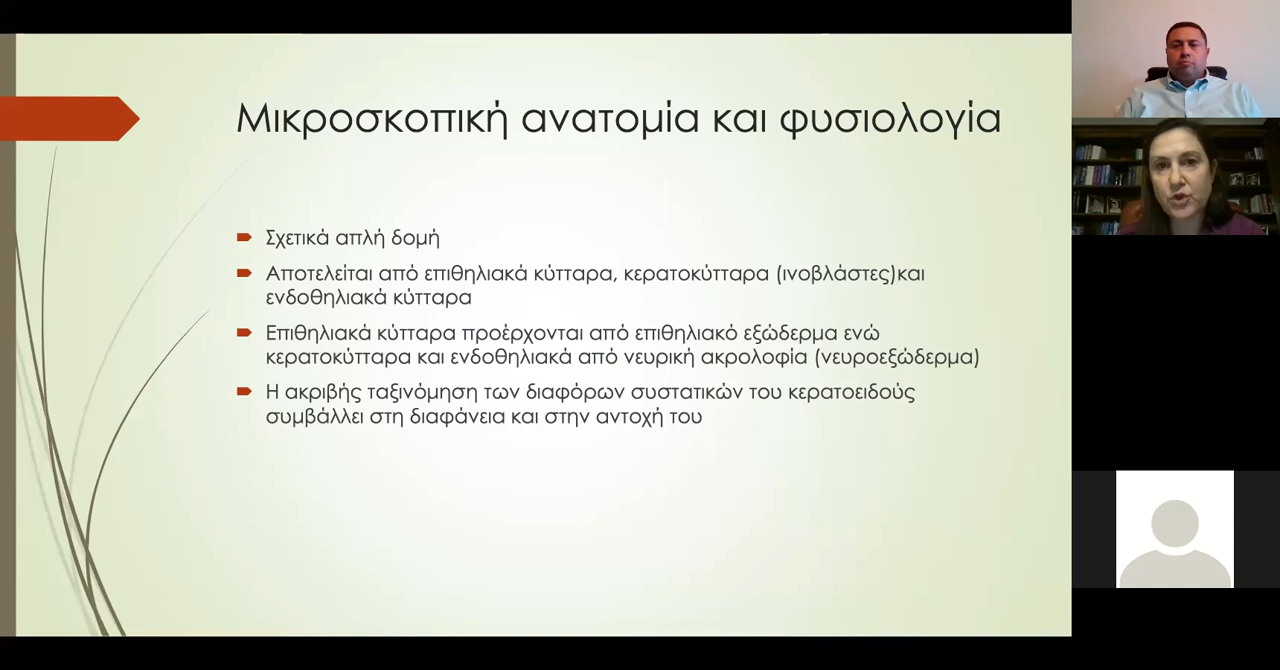 Μικροσκοπική ανατομία και φυσιολογία
Σχετικά απλή δομή
Αποτελείται από επιθηλιακά κύτταρα, κερατοκύτταρα (ινοβλάστες)και
ενδοθηλιακά κύτταρα
Επιθηλιακά κύτταρα προέρχονται από επιθηλιακό εξώδερμα ενώ
κερατοκύτταρα και ενδοθηλιακά από νευρική ακρολοφία (νευροεξώδερμα)
Η ακριβής ταξινόμηση των διαφόρων συστατικών του κερατοειδούς
συμβάλλει στη διαφάνεια και στην αντοχή του